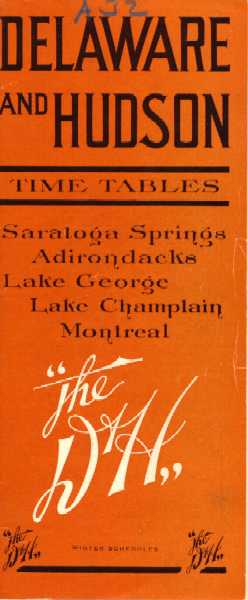 A32
DELAWARE
AND HUDSON
TIME TABLES
Saratoga Springs
Adirondacks
Lake George
Lake Champlain
Montreal
"The
D&H"
"The
D&H"
WINTER SCHEDULES
"The
D&H"